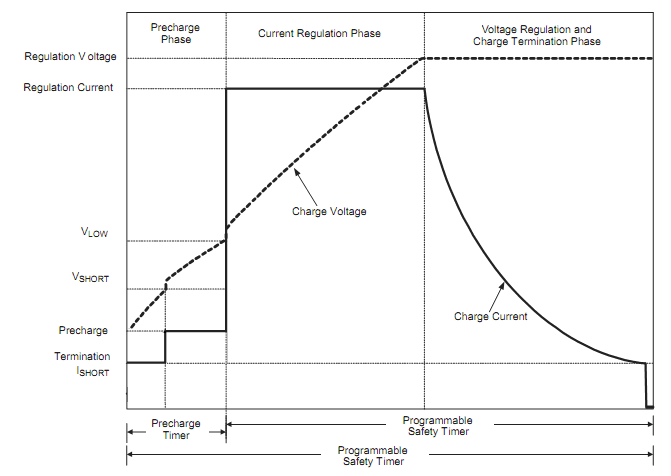 Precharge
Phase
Current Regulation Phase
Voltage Regulation and
Charge Termination Phase
Regulation Voltage
Regulation Current
Charge Voltage
VLOW
VSHORT
Charge Current
Precharge
Termination
ISHORT
Precharge
Timer
Programmable
Safety Timer
Programmable
Safety Timer